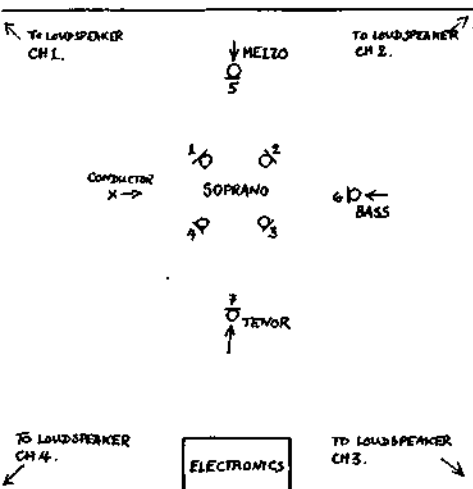 To LOUDSPEAKER
CH 1.
To LOUDSPEAKER
CH 2.
MEZZO
5
1
2
CONDUCTOR
X
SOPRANO
6
BASS
4
3
7
TENOR
TO LOUDSPEAKER
CH 4.
ELECTRONICS
TO LOUDSPEAKER
CH 3.